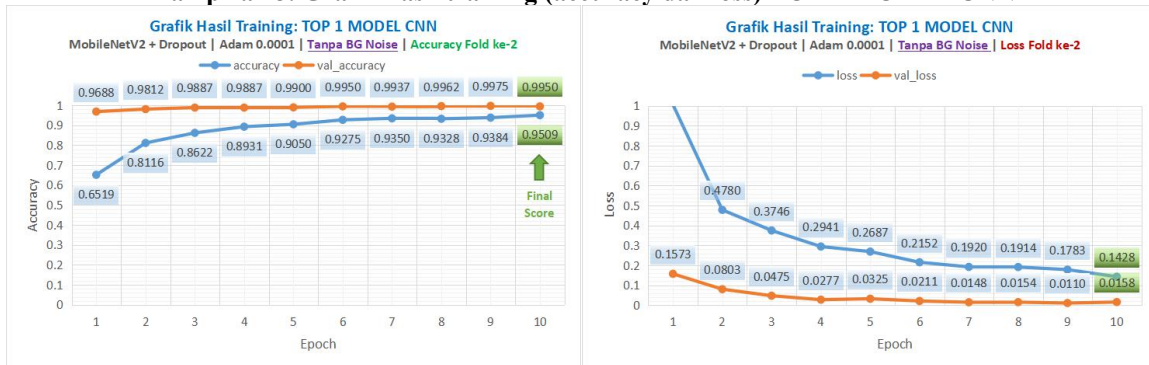 Grafik Hasil Training: TOP 1 MODEL CNN
MobileNetV2 + Dropout | Adam 0.0001 | Tanpa BG Noise | Accuracy Fold ke-2
accuracy val_accuracy
0.9688 0.9812 0.9887 0.9887 0.9900 0.9950 0.9937 0.9962 0.9975 0.9950
1
0.9
0.8
0.7
0.6
0.5
0.4
0.3
0.2
0.1
0
0.6519 0.8116 0.8622 0.8931 0.9050 0.9275 0.9350 0.9328 0.9384 0.9509
Final
Score
Accuracy
1 2 3 4 5 6 7 8 9 10
Epoch
Grafik Hasil Training: TOP 1 MODEL CNN
MobileNetV2 + Dropout | Adam 0.0001 | Tanpa BG Noise | Loss Fold ke-2
loss val_loss
1
0.9
0.8
0.7
0.6
0.5
0.4
0.3
0.2
0.1
0
0.4780 0.3746 0.2941 0.2687 0.2152 0.1920 0.1914 0.1783 0.1428
0.1573 0.0803 0.0475 0.0277 0.0325 0.0211 0.0148 0.0154 0.0110 0.0158
Loss
1 2 3 4 5 6 7 8 9 10
Epoch